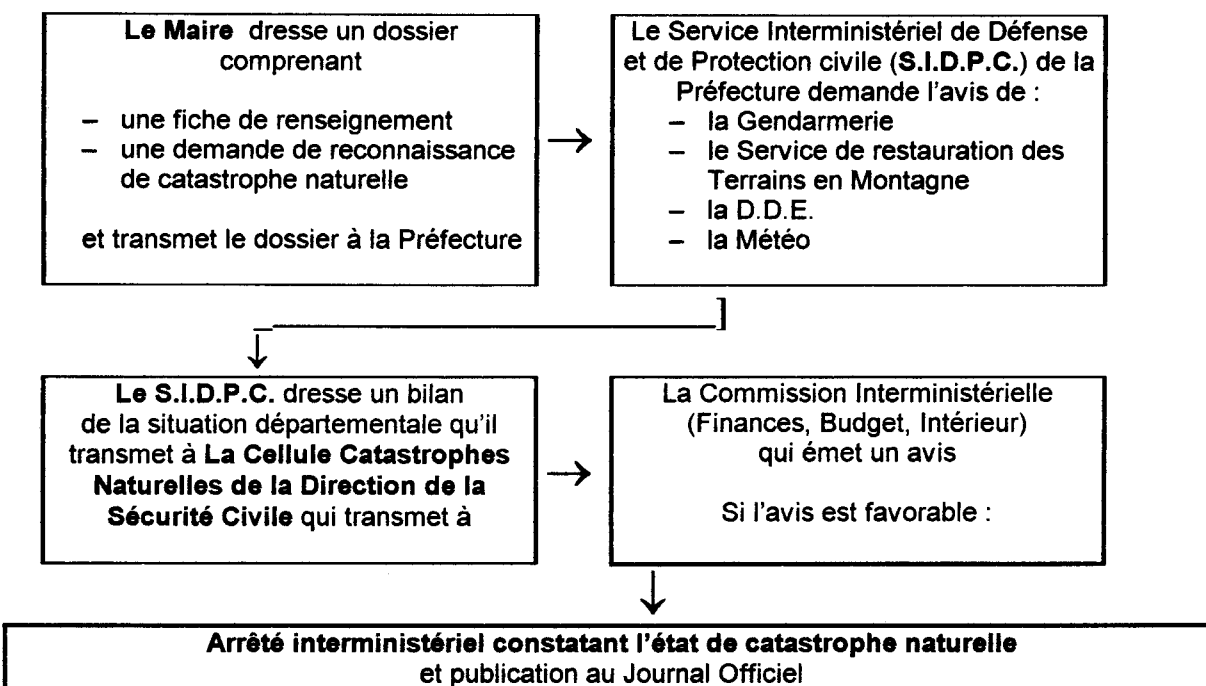 Le Maire dresse un dossier
comprenant
– une fiche de renseignement
– une demande de reconnaissance
de catastrophe naturelle
et transmet le dossier à la Préfecture
Le Service Interministériel de Défense
et de Protection civile (S.I.D.P.C.) de la
Préfecture demande l'avis de :
– la Gendarmerie
– le Service de restauration des
Terrains en Montagne
– la D.D.E.
– la Météo
Le S.I.D.P.C. dresse un bilan
de la situation départementale qu'il
transmet à La Cellule Catastrophes
Naturelles de la Direction de la
Sécurité Civile qui transmet à
La Commission Interministérielle
(Finances, Budget, Intérieur)
qui émet un avis
Si l'avis est favorable :
Arrêté interministériel constatant l'état de catastrophe naturelle
et publication au Journal Officiel